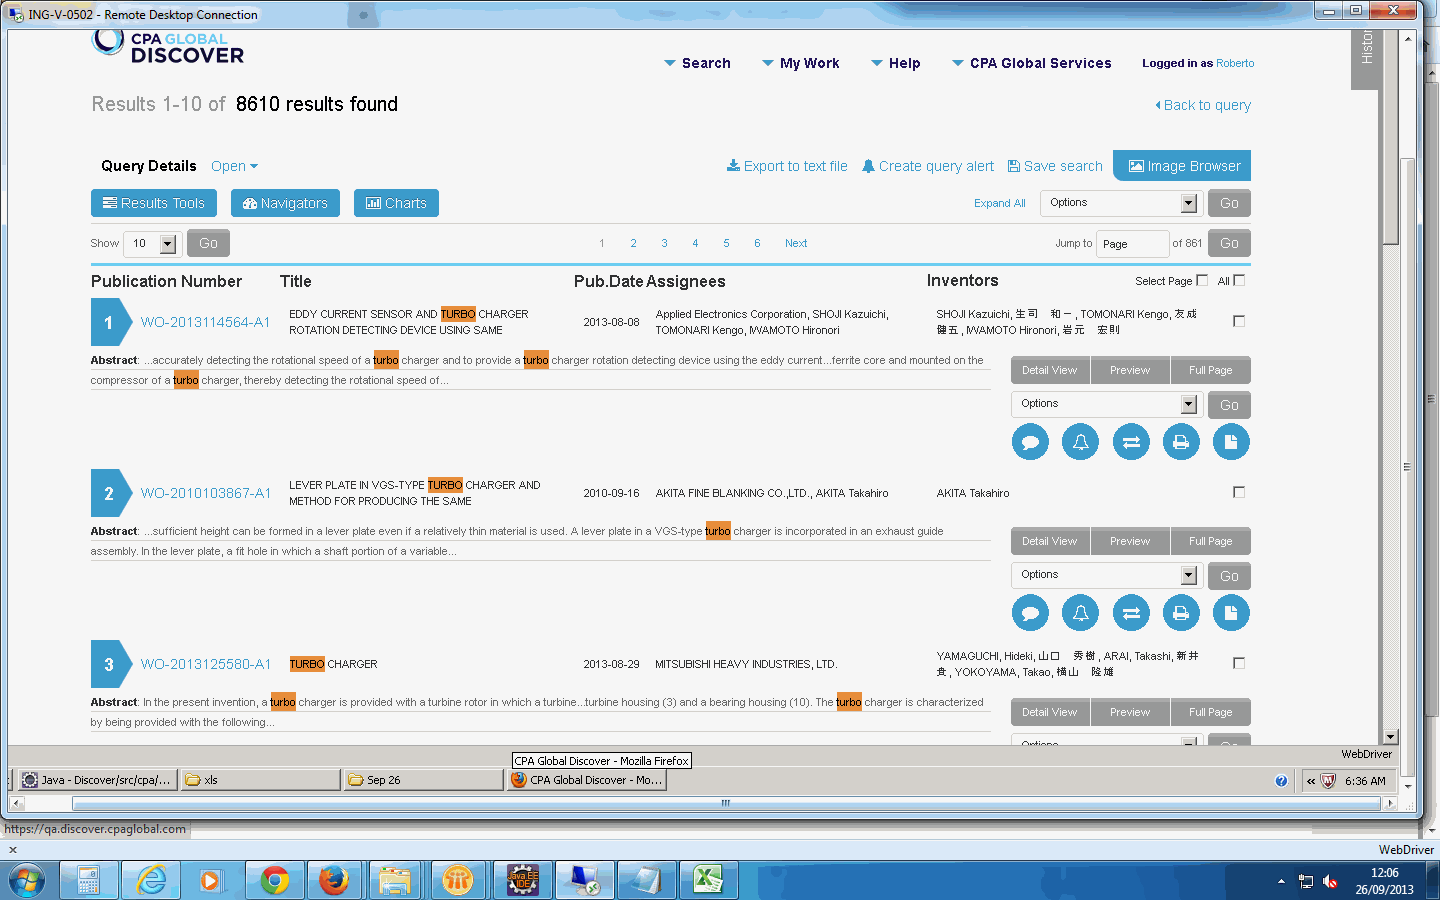 ING-V-0502 - Remote Desktop Connection
CPA GLOBAL
DISCOVER
Search My Work Help CPA Global Services Logged in as Roberto
Histor
Results 1-10 of 8610 results found
Back to query
Query Details Open
Export to text file Create query alert Save search Image Browser
Results Tools Navigators Charts
Expand All Options Go
Show 10 Go
1 2 3 4 5 6 Next
Jump to Page of 861 Go
Publication Number Title Pub.Date Assignees Inventors Select Page All
1 WO-2013114564-A1
EDDY CURRENT SENSOR AND TURBO CHARGER
ROTATION DETECTING DEVICE USING SAME
2013-08-08
Applied Electronics Corporation, SHOJI Kazuichi,
TOMONARI Kengo, IWAMOTO Hironori
SHOJI Kazuichi, 生司 和一, TOMONARI Kengo, 友成
健五, IWAMOTO Hironori, 岩元 宏則
Abstract: ...accurately detecting the rotational speed of a turbo charger and to provide a turbo charger rotation detecting device using the eddy current...ferrite core and mounted on the
compressor of a turbo charger, thereby detecting the rotational speed of...
Detail View Preview Full Page
Options Go
2 WO-2010103867-A1
LEVER PLATE IN VGS-TYPE TURBO CHARGER AND
METHOD FOR PRODUCING THE SAME
2010-09-16
AKITA FINE BLANKING CO.,LTD., AKITA Takahiro
AKITA Takahiro
Abstract: ...sufficient height can be formed in a lever plate even if a relatively thin material is used. A lever plate in a VGS-type turbo charger is incorporated in an exhaust guide
assembly. In the lever plate, a fit hole in which a shaft portion of a variable...
Detail View Preview Full Page
Options Go
3 WO-2013125580-A1
TURBO CHARGER
2013-08-29
MITSUBISHI HEAVY INDUSTRIES, LTD.
YAMAGUCHI, Hideki, 山口 秀樹, ARAI, Takashi, 新井
貴, YOKOYAMA, Takao, 横山 隆雄
Abstract: In the present invention, a turbo charger is provided with a turbine rotor in which a turbine...turbine housing (3) and a bearing housing (10). The turbo charger is characterized
by being provided with the following...
Detail View Preview Full Page
Options Go
WebDriver
CPA Global Discover - Mozilla Firefox
Java - Discover/src/cpa/... xls Sep 26 CPA Global Discover - Mo... 6:36 AM
https://qa.discover.cpaglobal.com
WebDriver
Java EE
IDE
12:06
26/09/2013